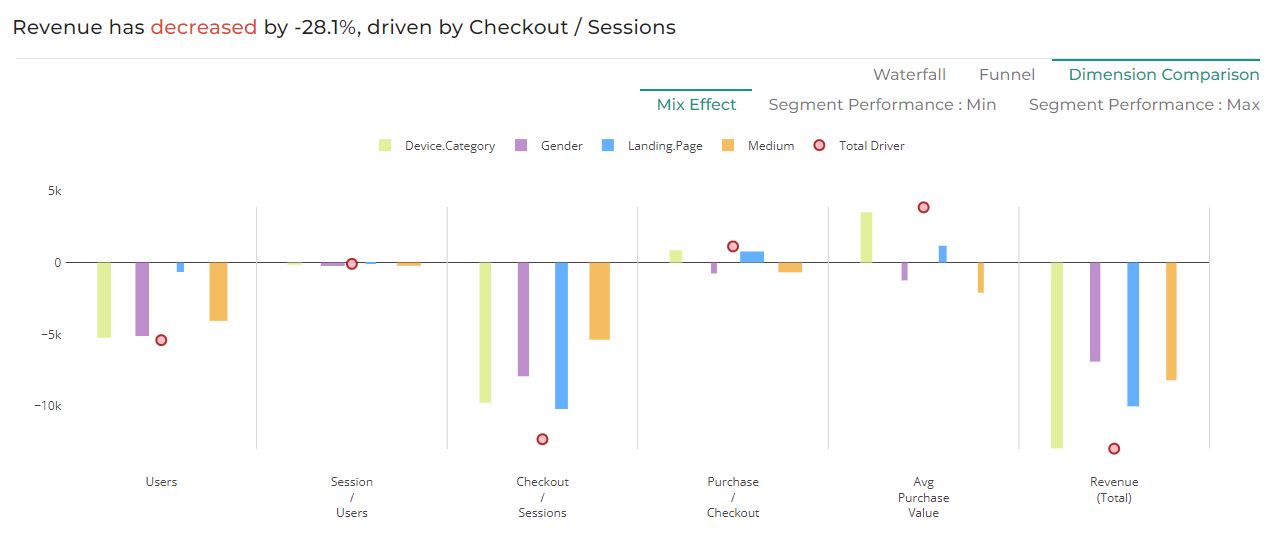 Revenue has decreased by -28.1%, driven by Checkout / Sessions
Waterfall Funnel Dimension Comparison
Mix Effect Segment Performance : Min Segment Performance : Max
Device.Category Gender Landing.Page Medium Total Driver
5k
0
−5k
−10k
Users Session Checkout Purchase Avg Revenue
/ / / Purchase (Total)
Users Sessions Checkout Value